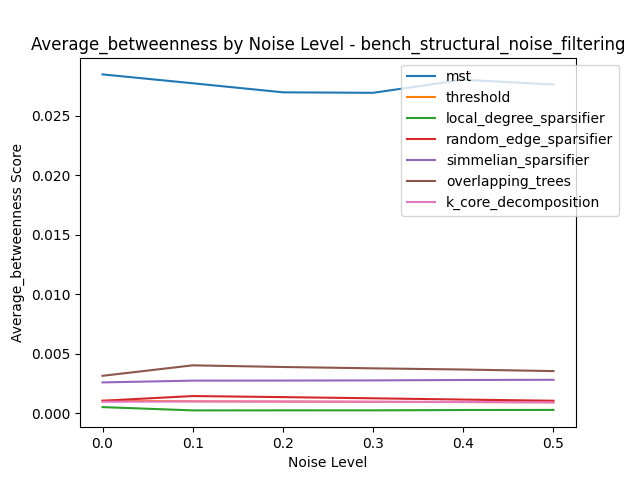 Average_betweenness by Noise Level - bench_structural_noise_filtering
mst
threshold
local_degree_sparsifier
random_edge_sparsifier
simmelian_sparsifier
overlapping_trees
k_core_decomposition
Average_betweenness Score
0.025
0.020
0.015
0.010
0.005
0.000
0.0 0.1 0.2 0.3 0.4 0.5
Noise Level